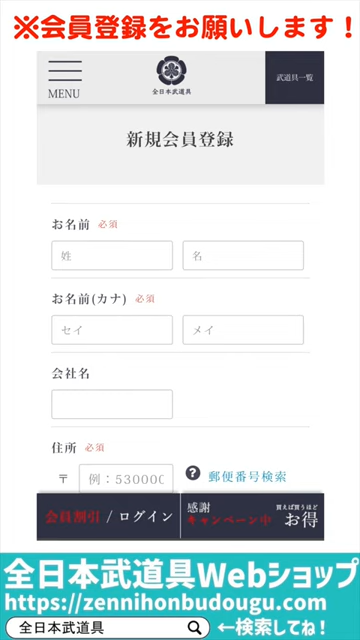 ※会員登録をお願いします！
MENU
全日本武道具
武道具一覧
新規会員登録
お名前 必須
姓 名
お名前(カナ) 必須
セイ メイ
会社名
住所 必須
〒 例：530000 ? 郵便番号検索
会員割引 / ログイン
感謝
キャンペーン中
買えば買うほど
お得
全日本武道具Webショップ
https://zennihonbudougu.com
全日本武道具 ←検索してね！